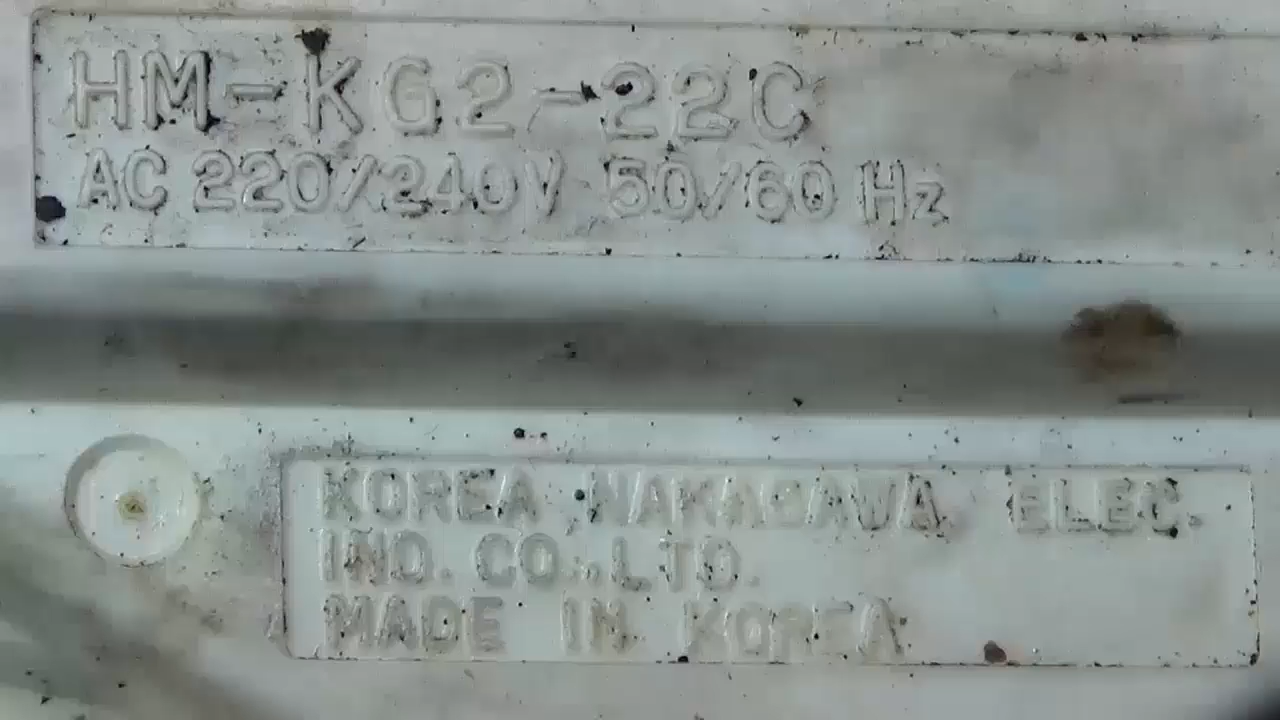 HM-KG2-22C
AC 220/240V 50/60 Hz
KOREA NAKAGAWA ELEC.
IND. CO., LTD.
MADE IN KOREA